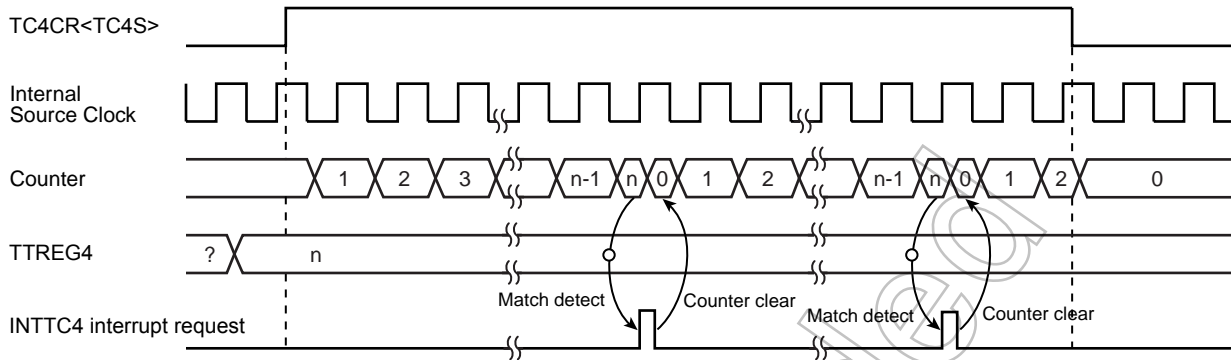 TC4CR<TC4S>
Internal
Source Clock
Counter
1 2 3 n-1 n 0 1 2 n-1 n 0 1 2 0
TTREG4
? n
Match detect Counter clear Match detect Counter clear
INTTC4 interrupt request